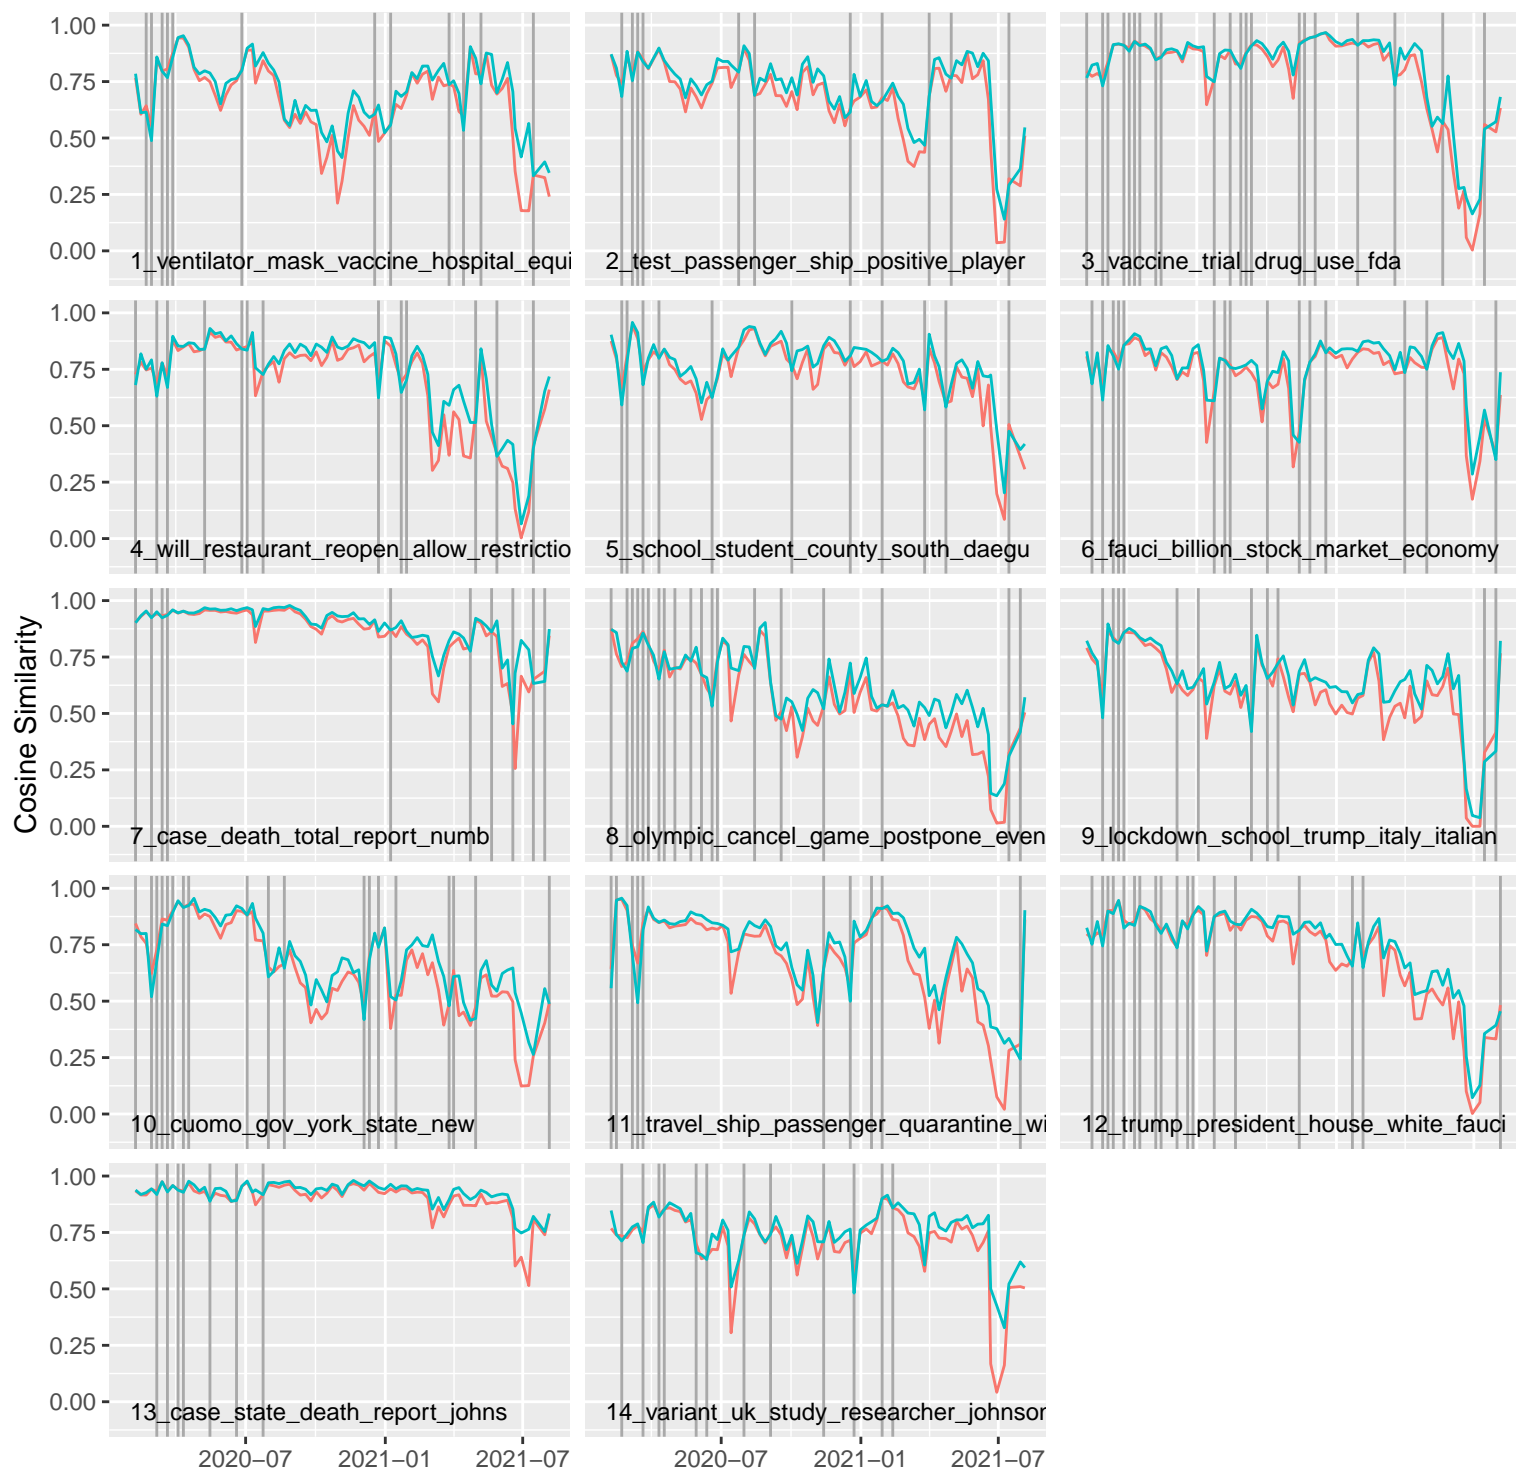 1.00
0.75
0.50
0.25
0.00
1_ventilator_mask_vaccine_hospital_equi
2_test_passenger_ship_positive_player
3_vaccine_trial_drug_use_fda
1.00
0.75
0.50
0.25
0.00
4_will_restaurant_reopen_allow_restrictio
5_school_student_county_south_daegu
6_fauci_billion_stock_market_economy
Cosine Similarity
1.00
0.75
0.50
0.25
0.00
7_case_death_total_report_numb
8_olympic_cancel_game_postpone_even
9_lockdown_school_trump_italy_italian
1.00
0.75
0.50
0.25
0.00
10_cuomo_gov_york_state_new
11_travel_ship_passenger_quarantine_wi
12_trump_president_house_white_fauci
1.00
0.75
0.50
0.25
0.00
13_case_state_death_report_johns
14_variant_uk_study_researcher_johnson
2020−07 2021−01 2021−07
2020−07 2021−01 2021−07